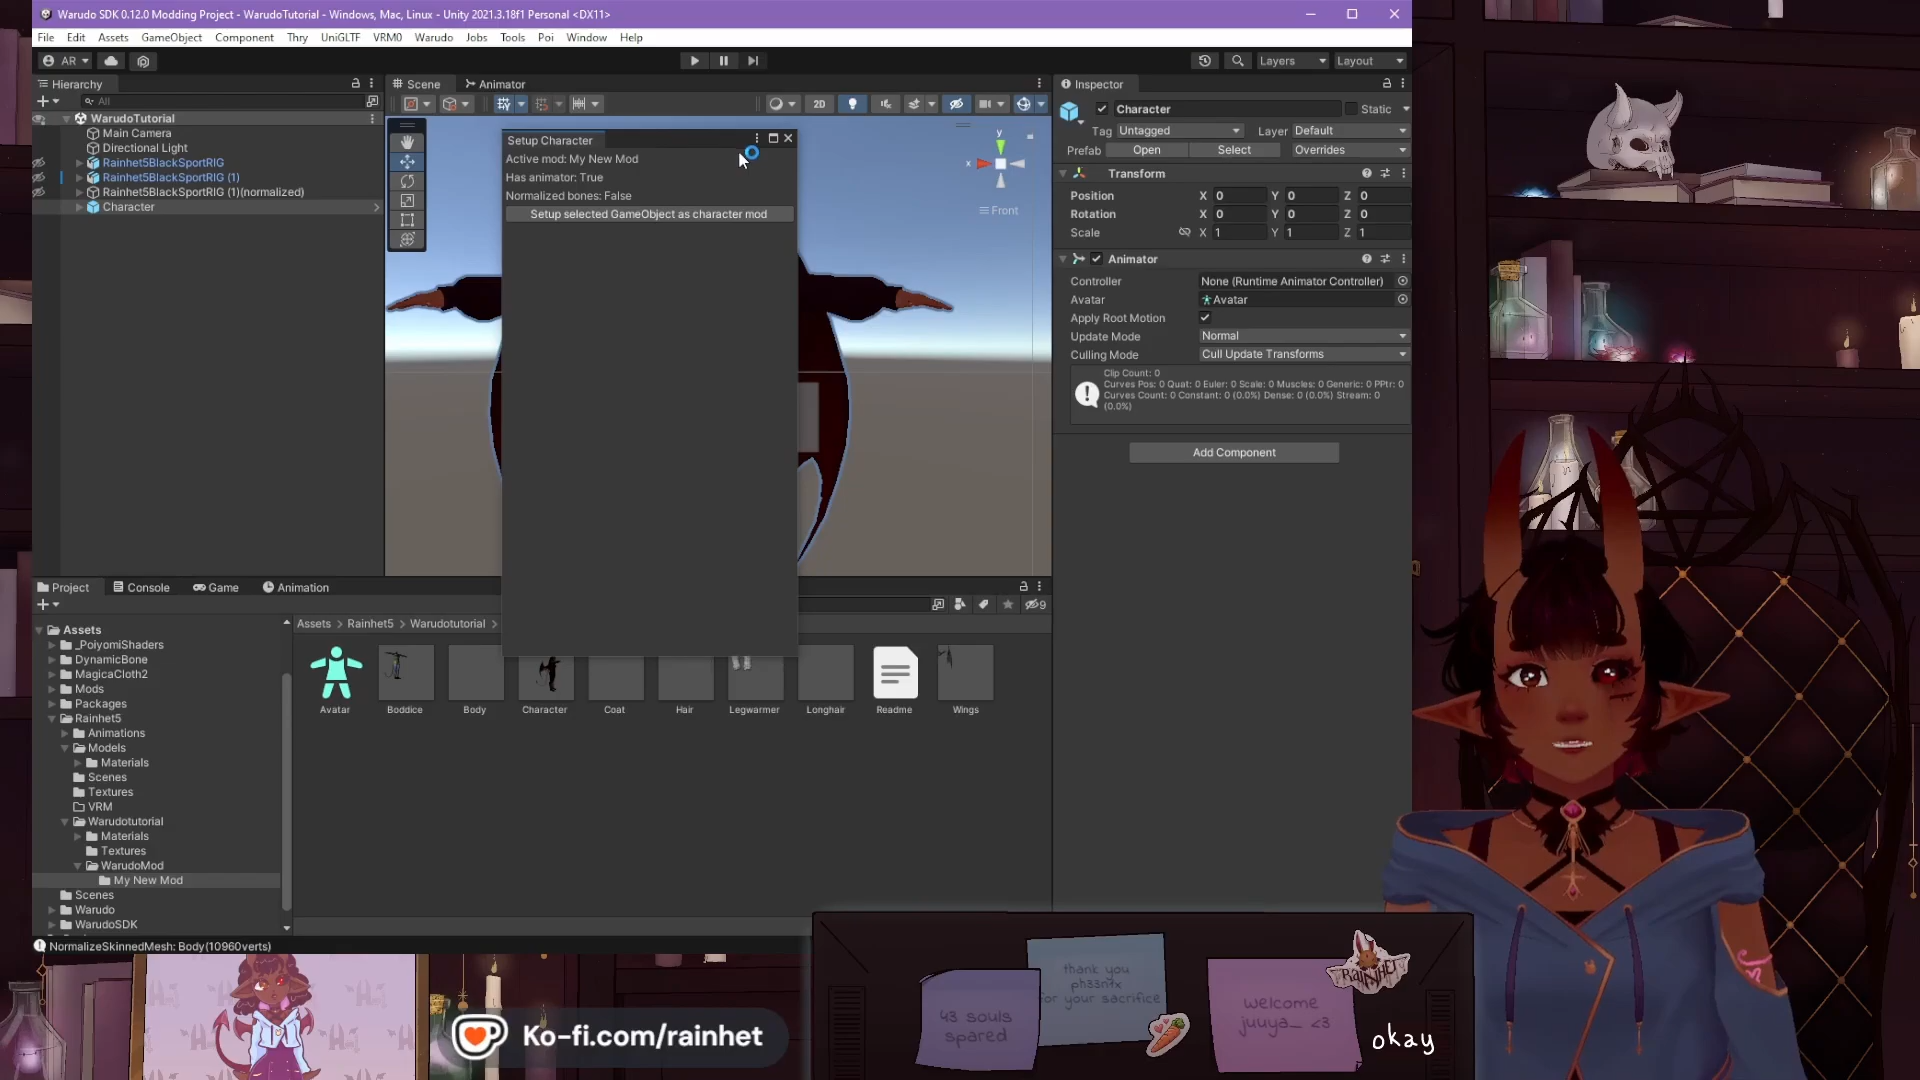 Warudo SDK 0.12.0 Modding Project - WarudoTutorial - Windows, Mac, Linux - Unity 2021.3.18f1 Personal <DX11>
File Edit Assets GameObject Component Thry UniGLTF VRM0 Warudo Jobs Tools Poi Window Help
AR Layers Layout
Hierarchy
All
WarudoTutorial
Main Camera
Directional Light
Rainhet5BlackSportRIG
Rainhet5BlackSportRIG (1)
Rainhet5BlackSportRIG (1)(normalized)
Character
Scene Animator
2D
Setup Character
Active mod: My New Mod
Has animator: True
Normalized bones: False
Setup selected GameObject as character mod
y
x
Front
Inspector
Character Static
Tag Untagged Layer Default
Prefab Open Select Overrides
Transform
Position X 0 Y 0 Z 0
Rotation X 0 Y 0 Z 0
Scale X 1 Y 1 Z 1
Animator
Controller None (Runtime Animator Controller)
Avatar Avatar
Apply Root Motion
Update Mode Normal
Culling Mode Cull Update Transforms
Clip Count: 0
Curves Pos: 0 Quat: 0 Euler: 0 Scale: 0 Muscles: 0 Generic: 0 PPtr: 0
Curves Count: 0 Constant: 0 (0.0%) Dense: 0 (0.0%) Stream: 0
(0.0%)
Add Component
Project Console Game Animation
9
Assets
_PoiyomiShaders
DynamicBone
MagicaCloth2
Mods
Packages
Rainhet5
Animations
Models
Materials
Scenes
Textures
VRM
Warudotutorial
Materials
Textures
WarudoMod
My New Mod
Scenes
Warudo
WarudoSDK
Assets > Rainhet5 > Warudotutorial >
Avatar Boddice Body Character Coat Hair Legwarmer Longhair Readme Wings
NormalizeSkinnedMesh: Body(10960verts)
Ko-fi.com/rainhet
43 souls
spared
thank you
ph33nix
for your sacrifice
welcome
juuya_ <3
RAINHET
okay